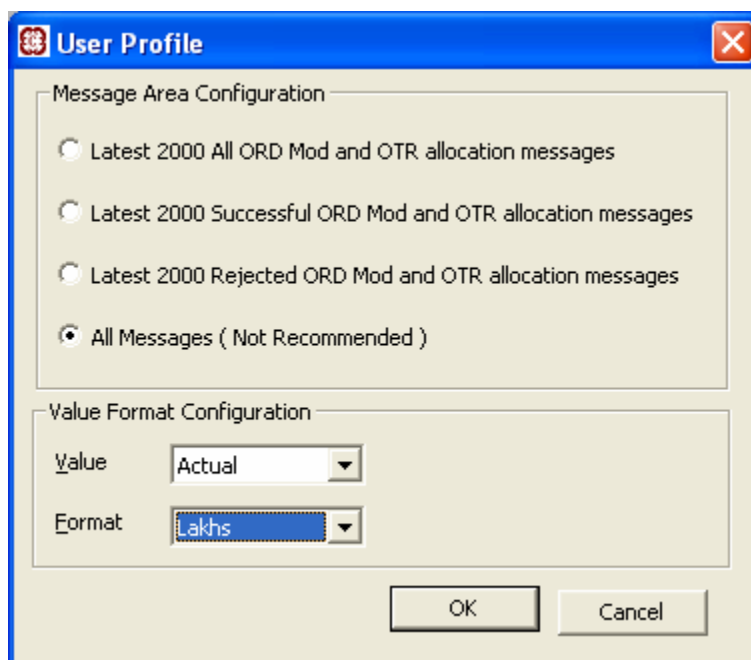 User Profile
Message Area Configuration
Latest 2000 All ORD Mod and OTR allocation messages
Latest 2000 Successful ORD Mod and OTR allocation messages
Latest 2000 Rejected ORD Mod and OTR allocation messages
All Messages ( Not Recommended )
Value Format Configuration
Value Actual
Format Lakhs
OK Cancel